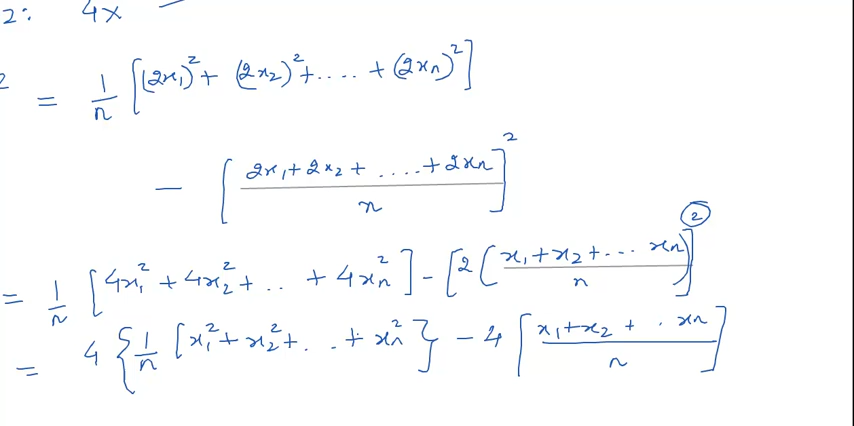 2: 4x
2 = 1/n [(2x₁)² + (2x₂)² + .... + (2xₙ)²]
− [(2x₁ + 2x₂ + ..... + 2xₙ)/n]²
= 1/n [4x₁² + 4x₂² + .. + 4xₙ²] − [2((x₁ + x₂ + ... xₙ)/n)]²
= 4 {1/n [x₁² + x₂² + . . + xₙ² } − 4 [(x₁ + x₂ + . xₙ)/n]